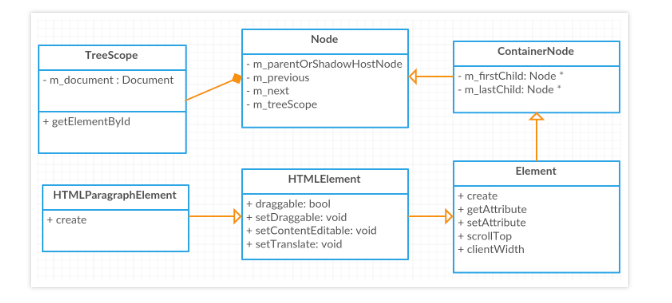 TreeScope
- m_document : Document
+ getElementById
Node
- m_parentOrShadowHostNode
- m_previous
- m_next
- m_treeScope
ContainerNode
- m_firstChild: Node *
- m_lastChild: Node *
HTMLParagraphElement
+ create
HTMLElement
+ draggable: bool
+ setDraggable: void
+ setContentEditable: void
+ setTranslate: void
Element
+ create
+ getAttribute
+ setAttribute
+ scrollTop
+ clientWidth